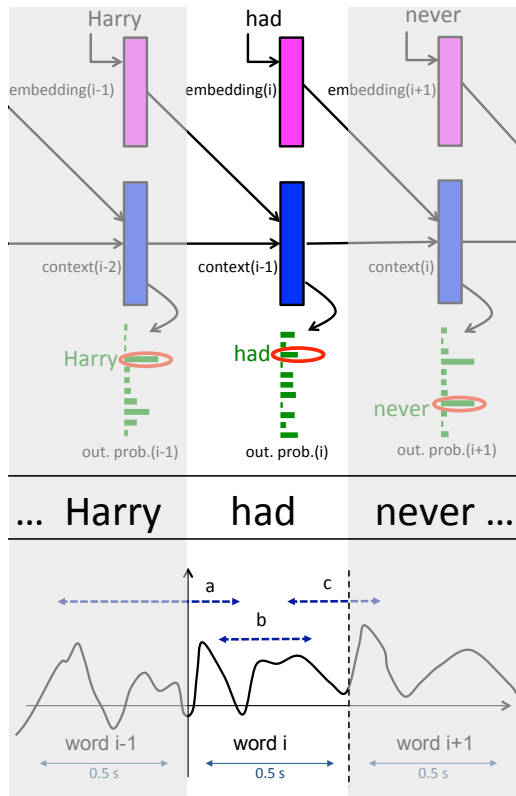 Harry had never
embedding(i-1) embedding(i) embedding(i+1)
context(i-2) context(i-1) context(i)
Harry had never
out. prob.(i-1) out. prob.(i) out. prob.(i+1)
... Harry had never ...
a
c
b
word i-1 word i word i+1
0.5 s 0.5 s 0.5 s